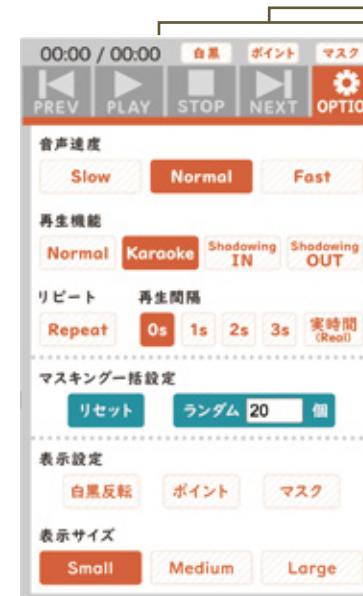 00:00 / 00:00 白黒 ポイント マスク
PREV PLAY STOP NEXT OPTIO
音声速度
Slow Normal Fast
再生機能
Normal Karaoke Shadowing IN Shadowing OUT
リピート 再生間隔
Repeat 0s 1s 2s 3s 実時間 (Real)
マスキング一括設定
リセット ランダム 20 個
表示設定
白黒反転 ポイント マスク
表示サイズ
Small Medium Large